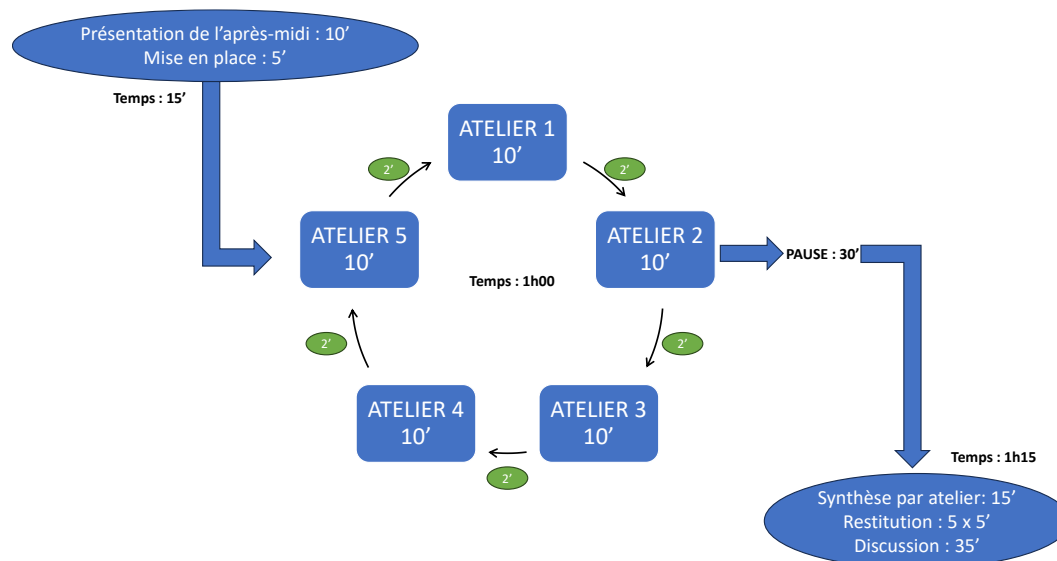 Présentation de l’après-midi : 10’
Mise en place : 5’
Temps : 15’
ATELIER 1
10’
2’
2’
ATELIER 5
10’
ATELIER 2
10’
PAUSE : 30’
Temps : 1h00
2’
2’
ATELIER 4
10’
ATELIER 3
10’
2’
Temps : 1h15
Synthèse par atelier: 15’
Restitution : 5 x 5’
Discussion : 35’